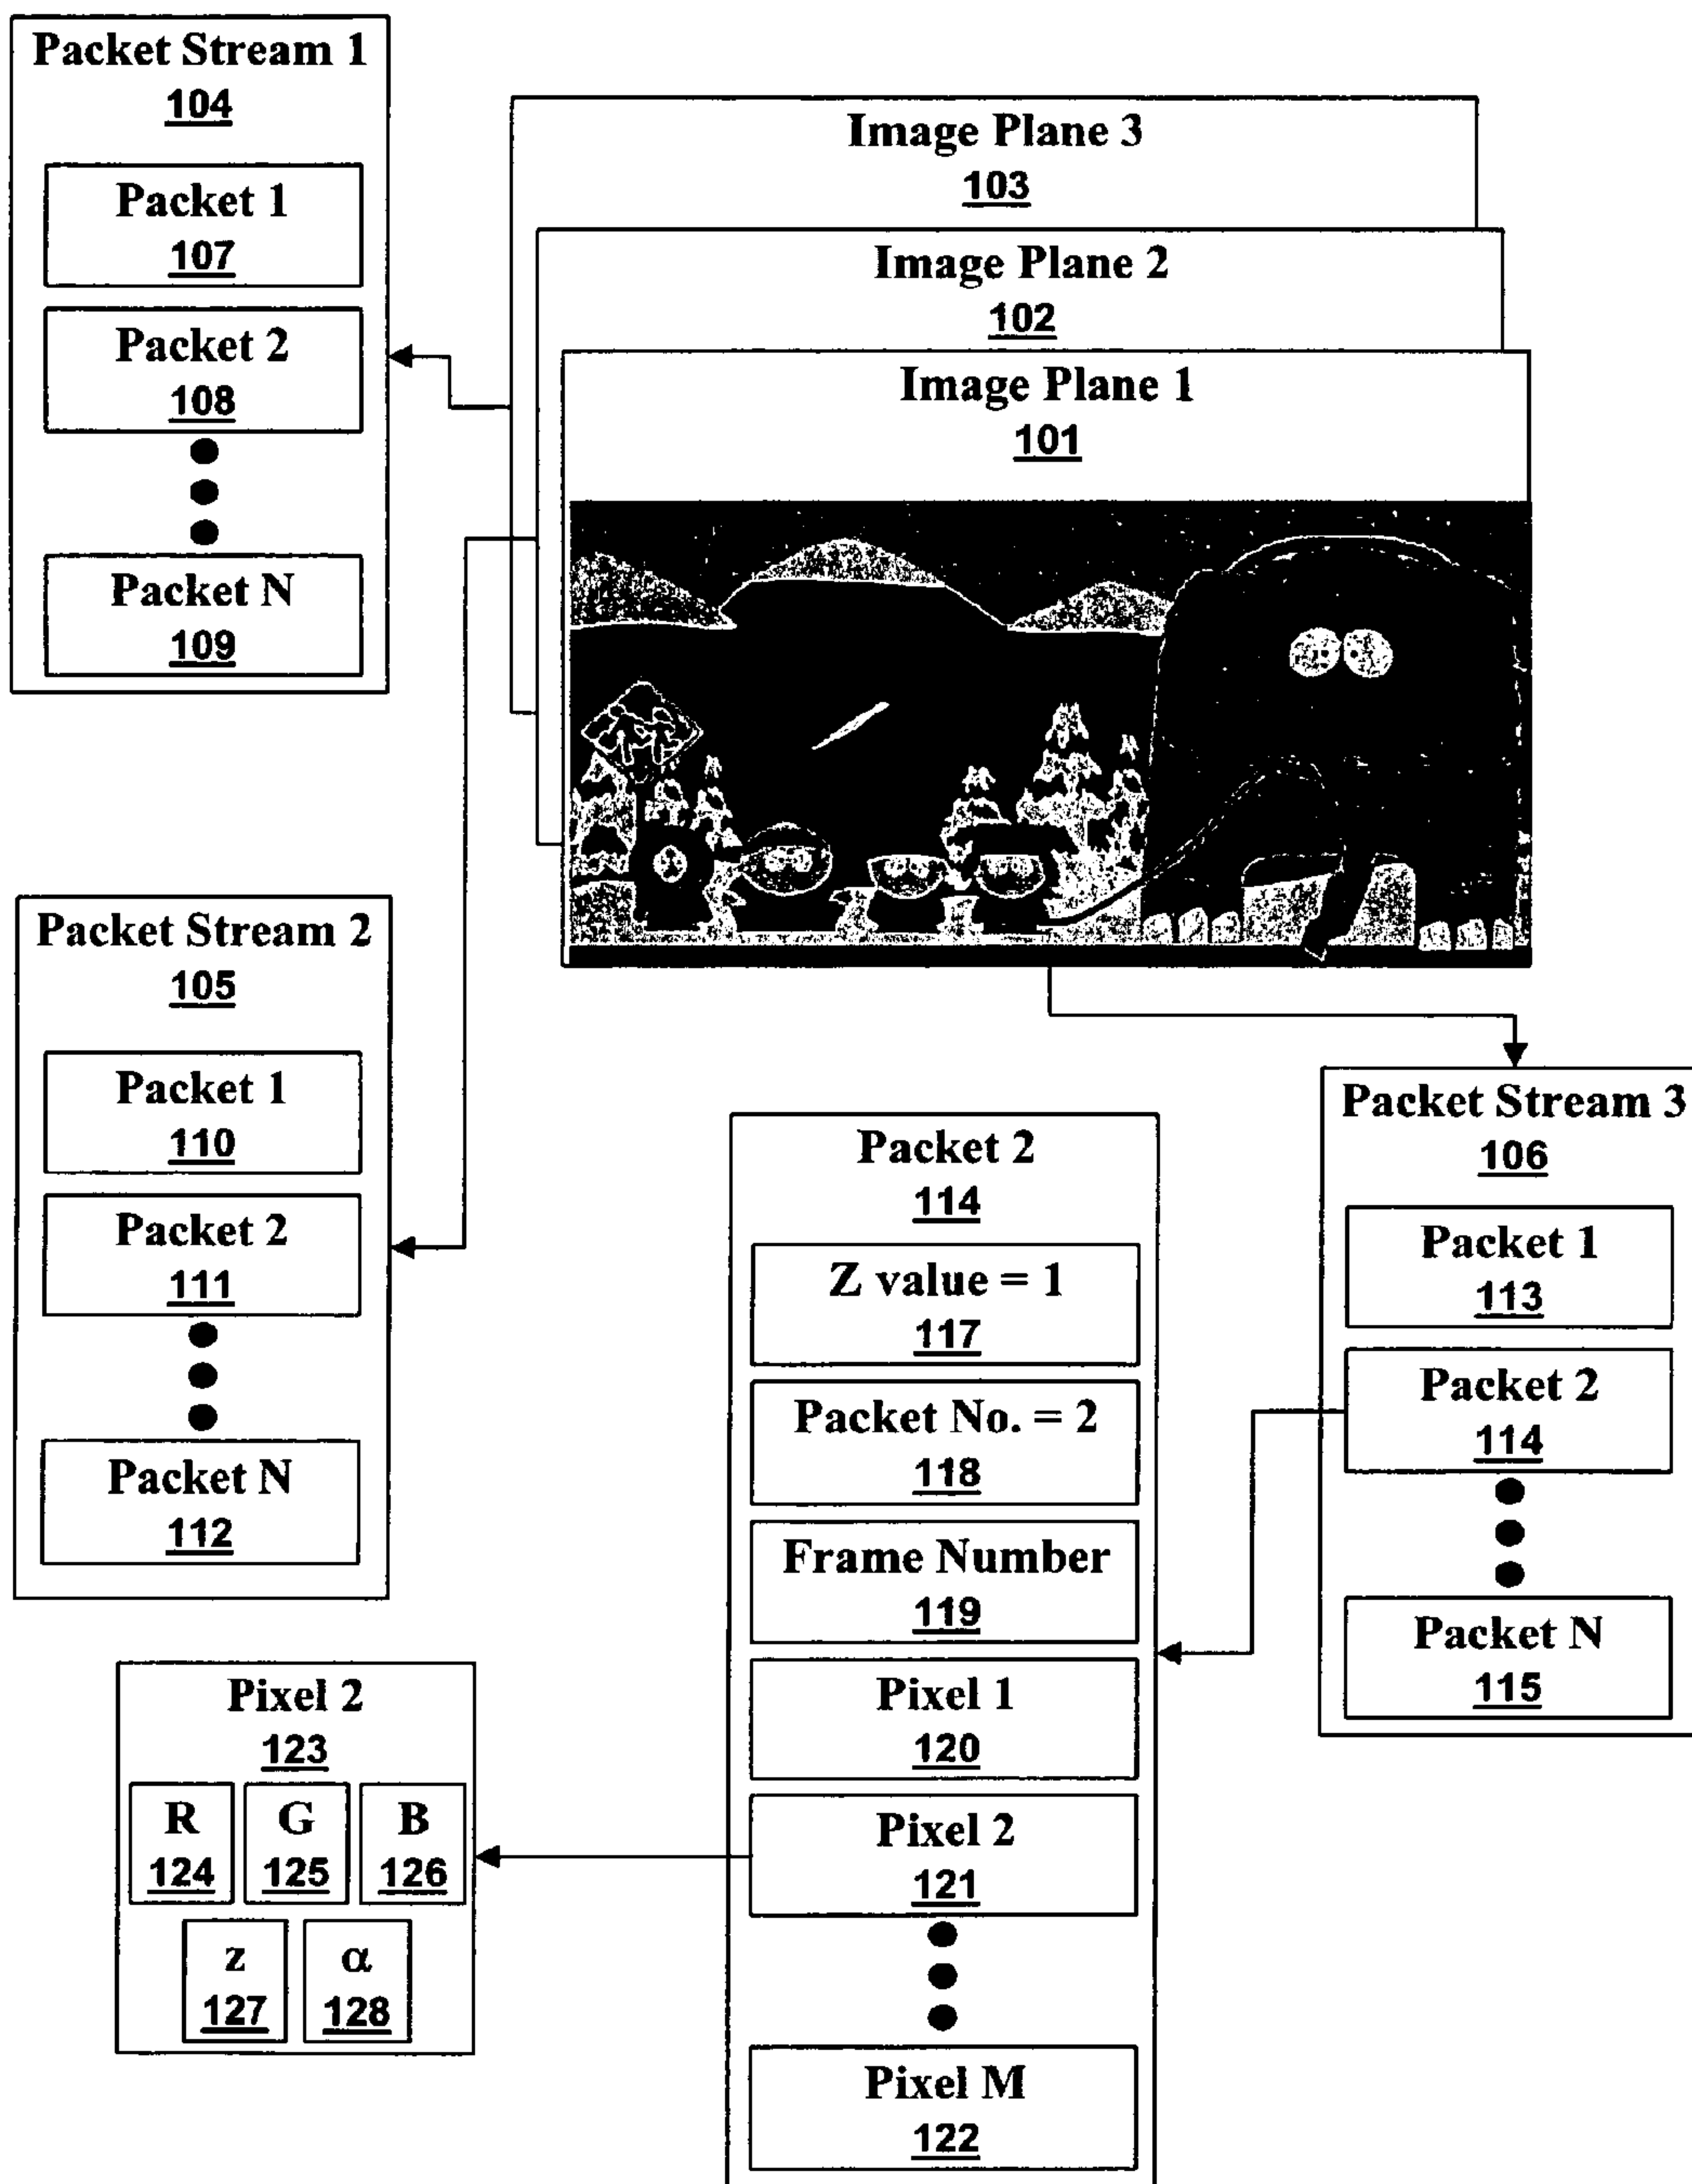 Packet Stream 1
104
Packet 1
107
Packet 2
108
Packet N
109
Image Plane 3
103
Image Plane 2
102
Image Plane 1
101
Packet Stream 2
105
Packet 1
110
Packet 2
111
Packet N
112
Packet Stream 3
106
Packet 1
113
Packet 2
114
Packet N
115
Packet 2
114
Z value = 1
117
Packet No. = 2
118
Frame Number
119
Pixel 1
120
Pixel 2
121
Pixel M
122
Pixel 2
123
R
124
G
125
B
126
z
127
α
128